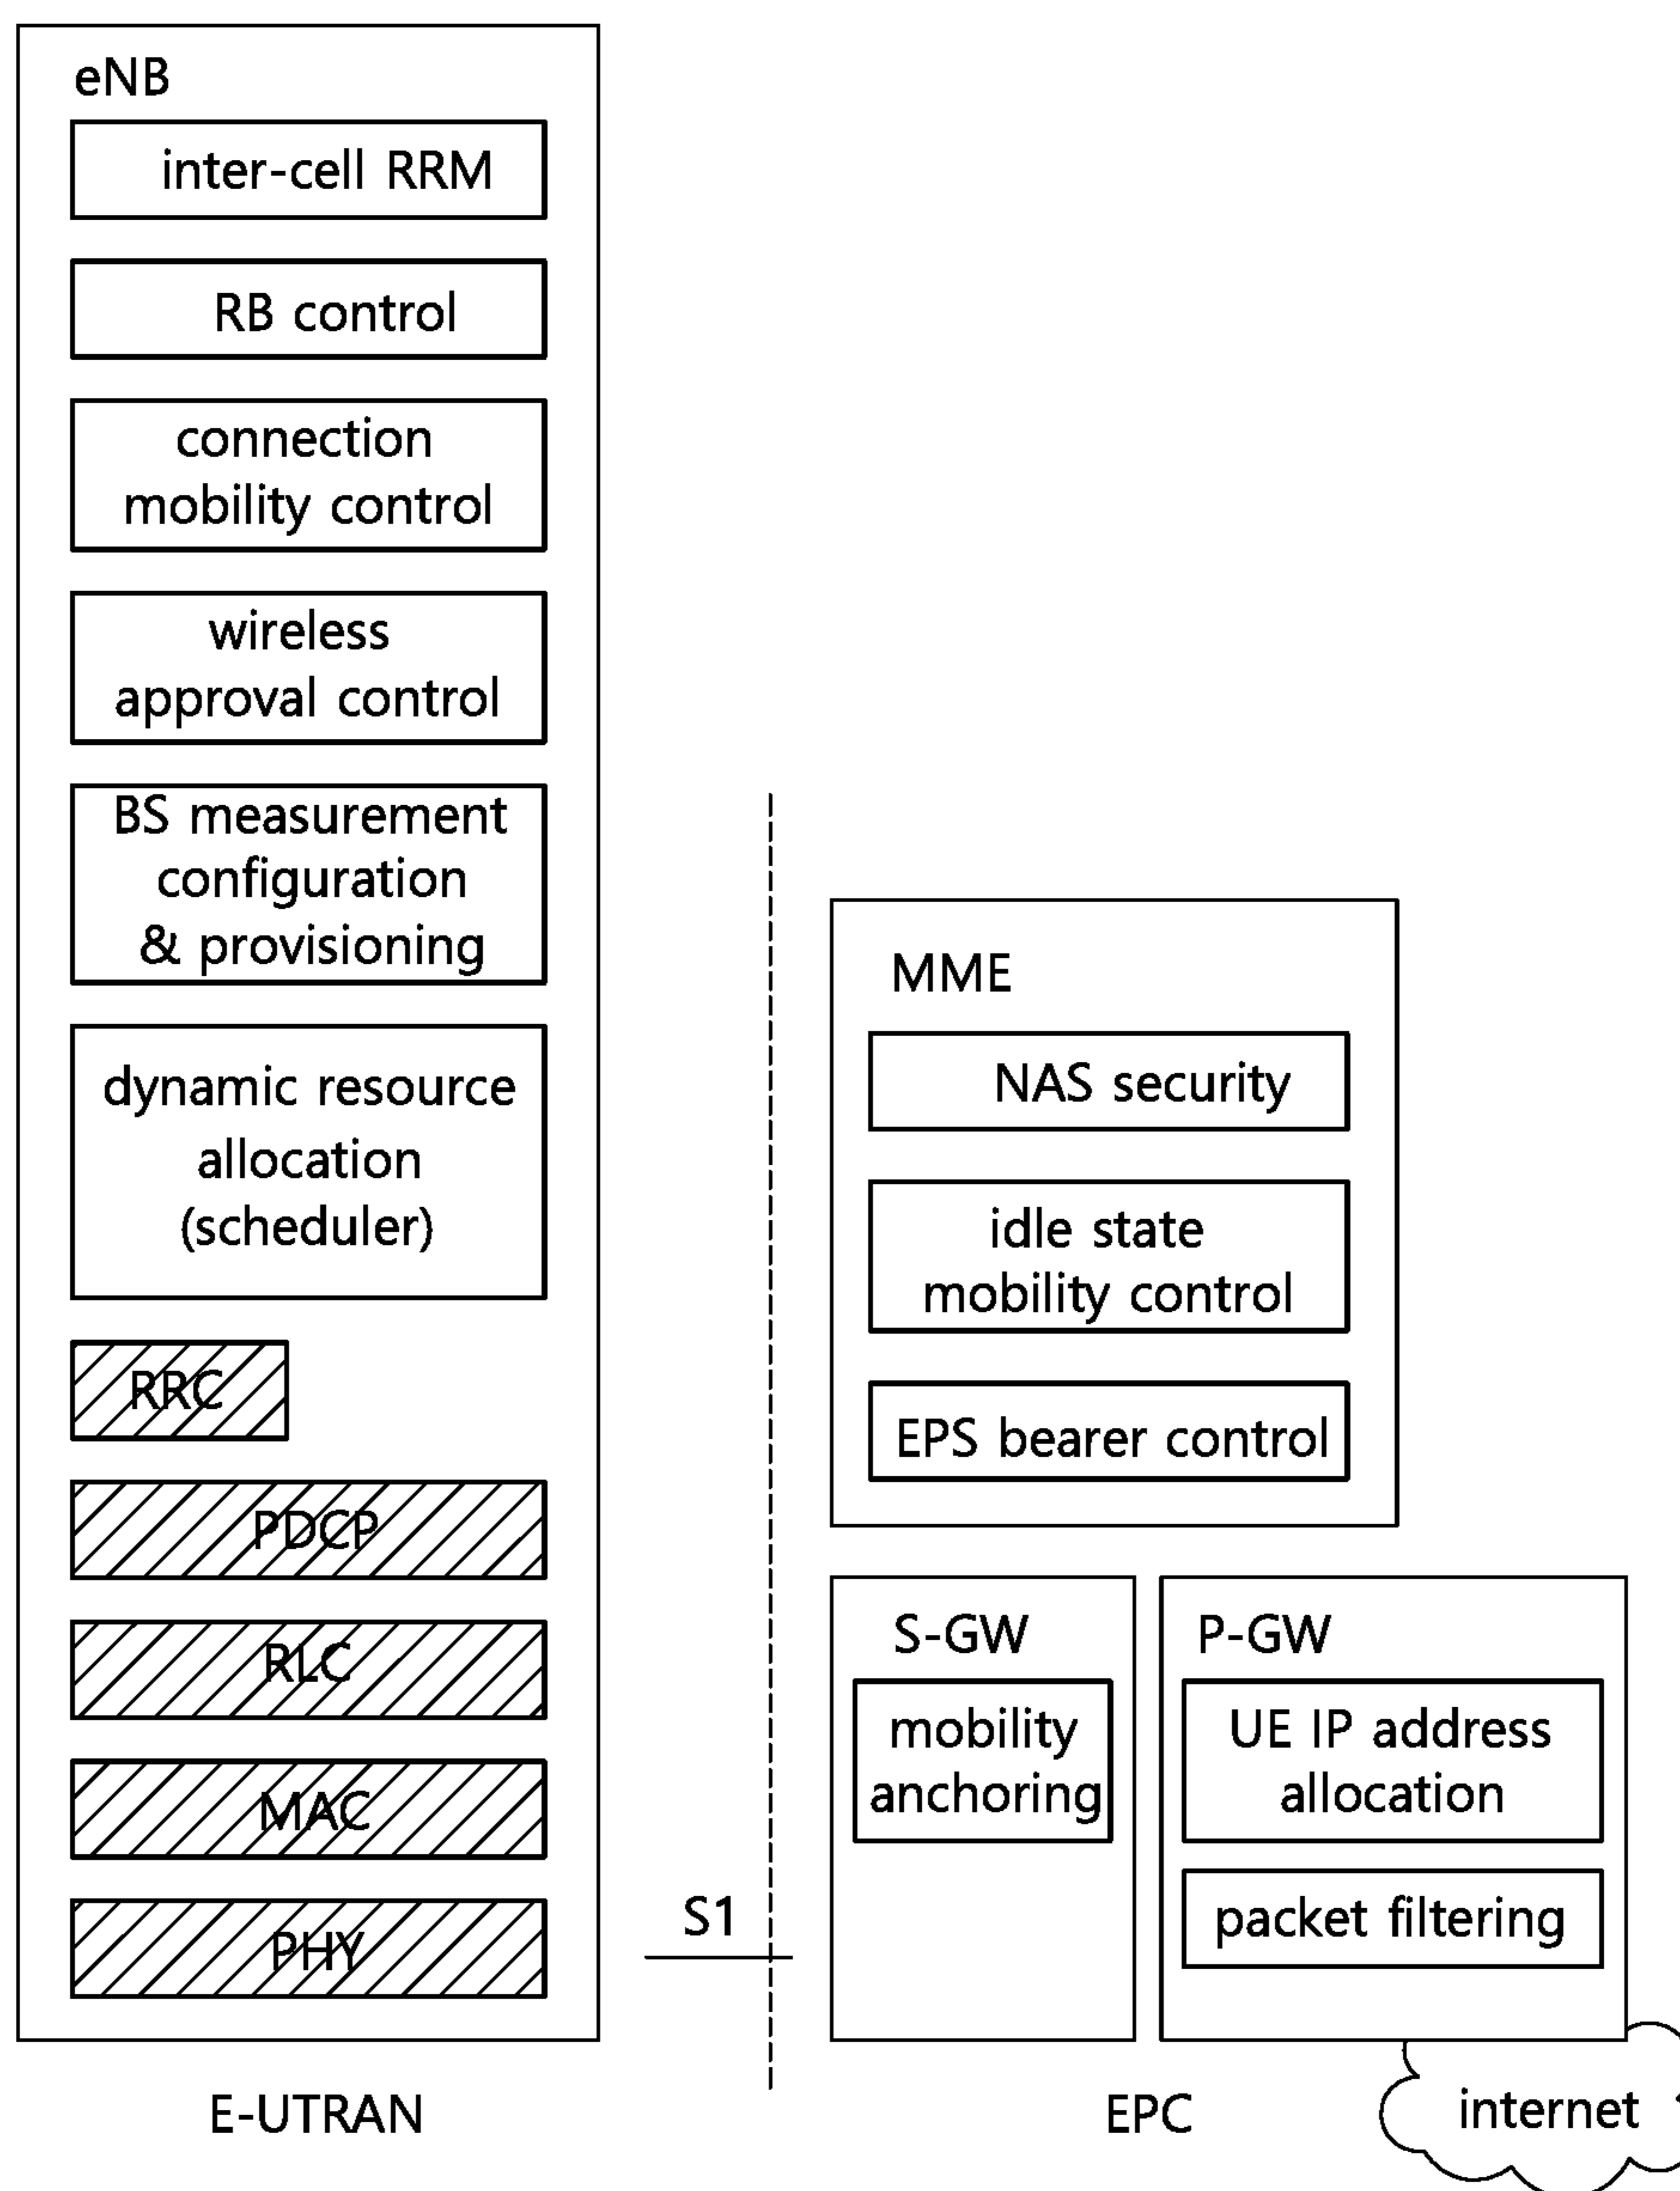 eNB
inter-cell RRM
RB control
connection
mobility control
wireless
approval control
BS measurement
configuration
& provisioning
dynamic resource
allocation
(scheduler)
RRC
PDCP
RLC
MAC
PHY
E-UTRAN
S1
MME
NAS security
idle state
mobility control
EPS bearer control
S-GW
mobility
anchoring
P-GW
UE IP address
allocation
packet filtering
EPC
internet